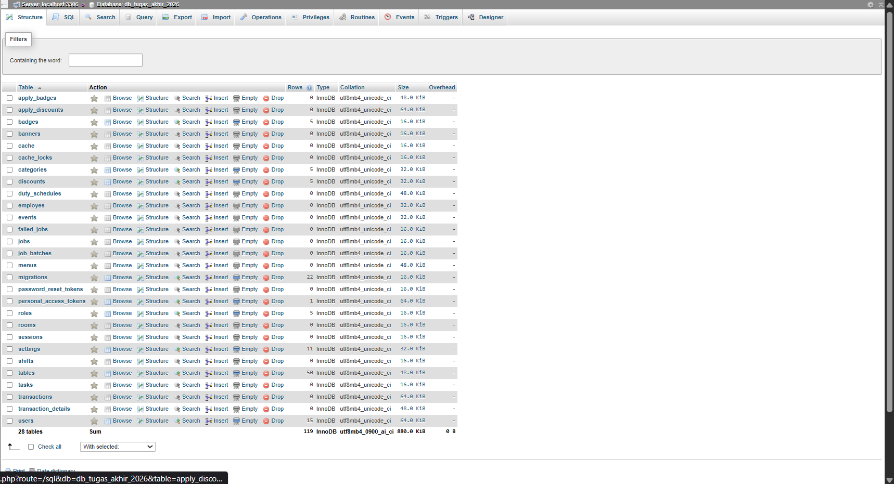 Server: localhost:3306 » Database: db_tugas_akhir_2026
Structure SQL Search Query Export Import Operations Privileges Routines Events Triggers Designer
Filters
Containing the word:
Table Action Rows Type Collation Size Overhead
apply_badges Browse Structure Search Insert Empty Drop 0 InnoDB utf8mb4_unicode_ci 48.0 KiB -
apply_discounts Browse Structure Search Insert Empty Drop 0 InnoDB utf8mb4_unicode_ci 64.0 KiB -
badges Browse Structure Search Insert Empty Drop 5 InnoDB utf8mb4_unicode_ci 16.0 KiB -
banners Browse Structure Search Insert Empty Drop 0 InnoDB utf8mb4_unicode_ci 16.0 KiB -
cache Browse Structure Search Insert Empty Drop 0 InnoDB utf8mb4_unicode_ci 16.0 KiB -
cache_locks Browse Structure Search Insert Empty Drop 0 InnoDB utf8mb4_unicode_ci 16.0 KiB -
categories Browse Structure Search Insert Empty Drop 5 InnoDB utf8mb4_unicode_ci 32.0 KiB -
discounts Browse Structure Search Insert Empty Drop 5 InnoDB utf8mb4_unicode_ci 32.0 KiB -
duty_schedules Browse Structure Search Insert Empty Drop 0 InnoDB utf8mb4_unicode_ci 48.0 KiB -
employes Browse Structure Search Insert Empty Drop 0 InnoDB utf8mb4_unicode_ci 32.0 KiB -
events Browse Structure Search Insert Empty Drop 0 InnoDB utf8mb4_unicode_ci 32.0 KiB -
failed_jobs Browse Structure Search Insert Empty Drop 0 InnoDB utf8mb4_unicode_ci -
jobs Browse Structure Search Insert Empty Drop 0 InnoDB utf8mb4_unicode_ci 16.0 KiB -
job_batches Browse Structure Search Insert Empty Drop 0 InnoDB utf8mb4_unicode_ci 16.0 KiB -
menus Browse Structure Search Insert Empty Drop 0 InnoDB utf8mb4_unicode_ci 48.0 KiB -
migrations Browse Structure Search Insert Empty Drop 22 InnoDB utf8mb4_unicode_ci 16.0 KiB -
password_reset_tokens Browse Structure Search Insert Empty Drop 0 InnoDB utf8mb4_unicode_ci 16.0 KiB -
personal_access_tokens Browse Structure Search Insert Empty Drop 1 InnoDB utf8mb4_unicode_ci 64.0 KiB -
roles Browse Structure Search Insert Empty Drop 5 InnoDB utf8mb4_unicode_ci 16.0 KiB -
rooms Browse Structure Search Insert Empty Drop 0 InnoDB utf8mb4_unicode_ci 16.0 KiB -
sessions Browse Structure Search Insert Empty Drop 0 InnoDB utf8mb4_unicode_ci -
settings Browse Structure Search Insert Empty Drop 11 InnoDB utf8mb4_unicode_ci 32.0 KiB -
shifts Browse Structure Search Insert Empty Drop 0 InnoDB utf8mb4_unicode_ci 16.0 KiB -
tables Browse Structure Search Insert Empty Drop 50 InnoDB utf8mb4_unicode_ci -
tasks Browse Structure Search Insert Empty Drop 0 InnoDB utf8mb4_unicode_ci 16.0 KiB -
transactions Browse Structure Search Insert Empty Drop 0 InnoDB utf8mb4_unicode_ci 64.0 KiB -
transaction_details Browse Structure Search Insert Empty Drop 0 InnoDB utf8mb4_unicode_ci 48.0 KiB -
users Browse Structure Search Insert Empty Drop 15 InnoDB utf8mb4_unicode_ci 64.0 KiB -
28 tables Sum 119 InnoDB utf8mb4_0900_ai_ci 880.0 KiB 0 B
Check all With selected:
Print Data dictionary
.php?route=/sql&db=db_tugas_akhir_2026&table=apply_disco...